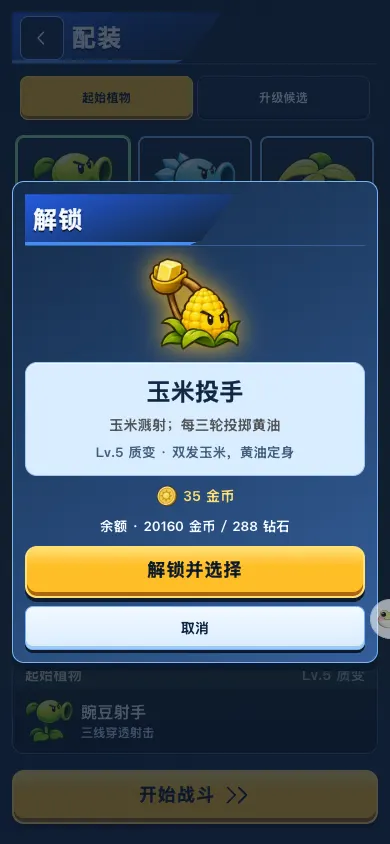 配装
起始植物
升级候选
解锁
玉米投手
玉米溅射；每三轮投掷黄油
Lv.5 质变 · 双发玉米，黄油定身
35 金币
余额 · 20160 金币 / 288 钻石
解锁并选择
取消
起始植物
Lv.5 质变
豌豆射手
三线穿透射击
开始战斗